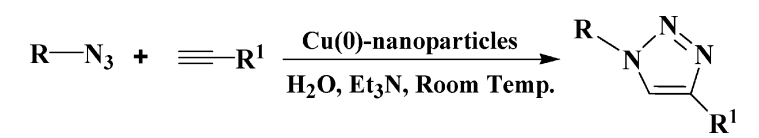 R—N₃ + ≡—R¹
Cu(0)-nanoparticles
H₂O, Et₃N, Room Temp.
R N N N R¹